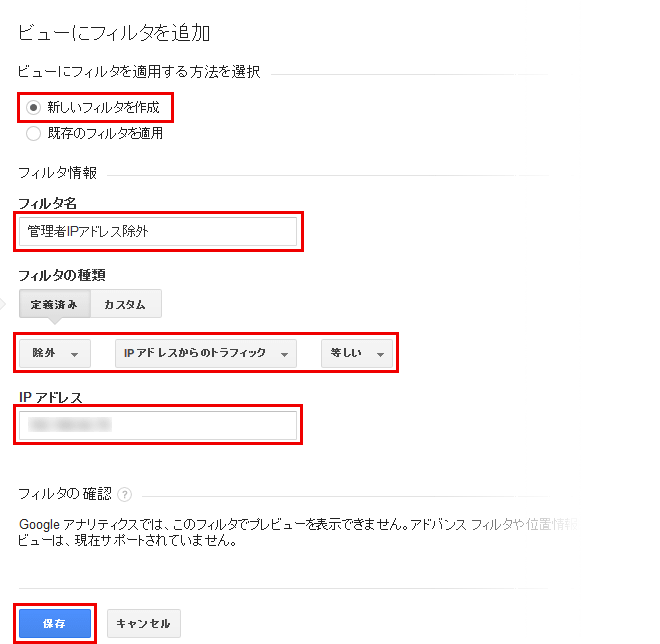 ビューにフィルタを追加
ビューにフィルタを適用する方法を選択
新しいフィルタを作成
既存のフィルタを適用
フィルタ情報
フィルタ名
管理者IPアドレス除外
フィルタの種類
定義済み カスタム
除外 IPアドレスからのトラフィック 等しい
IP アドレス
フィルタの確認 ?
Google アナリティクスでは、このフィルタでプレビューを表示できません。アドバンス フィルタや位置情報
ビューは、現在サポートされていません。
保存 キャンセル